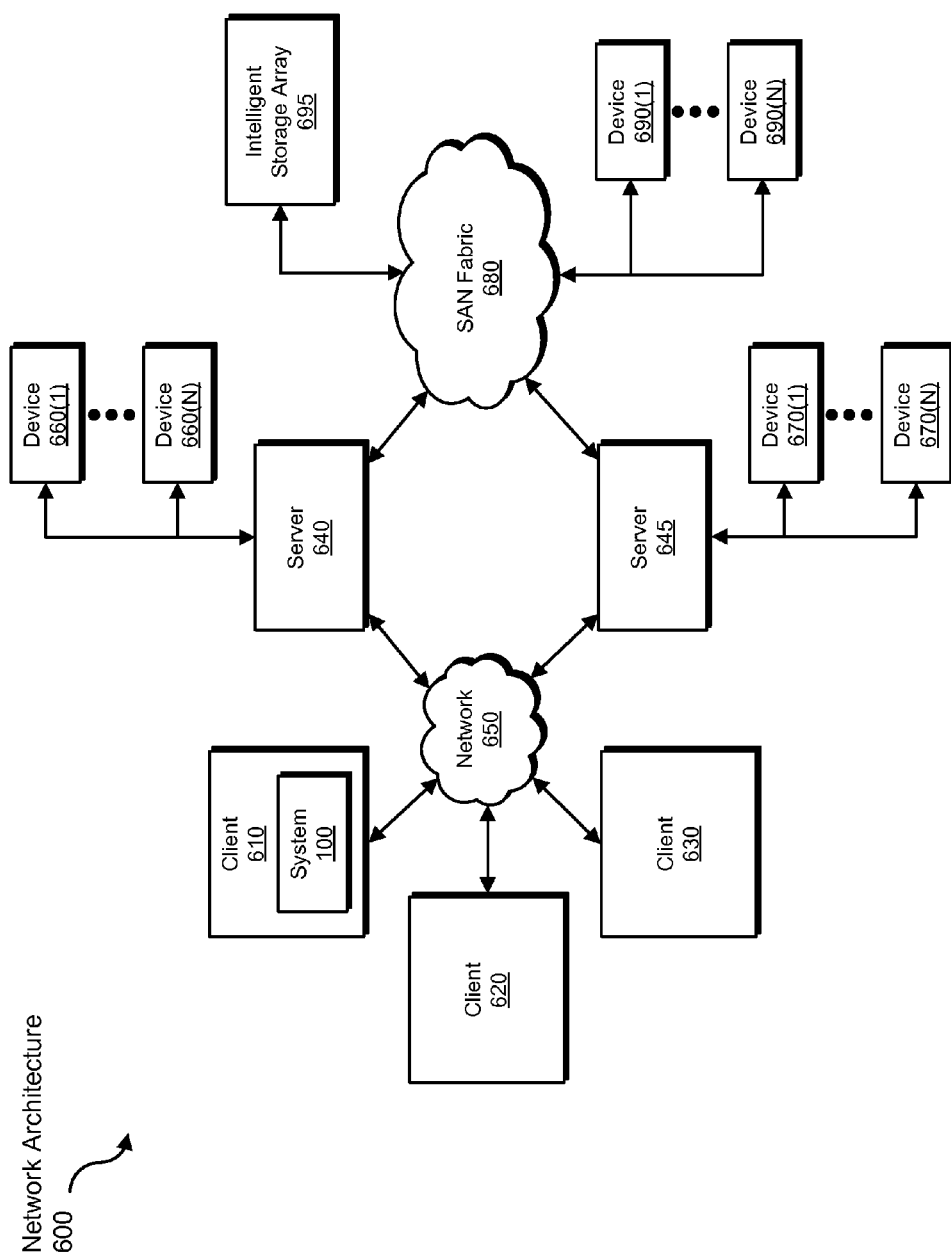 Network Architecture
600
Client
610
System
100
Client
620
Client
630
Network
650
Server
640
Server
645
Device
660(1)
Device
660(N)
Device
670(1)
Device
670(N)
SAN Fabric
680
Intelligent
Storage Array
695
Device
690(1)
Device
690(N)